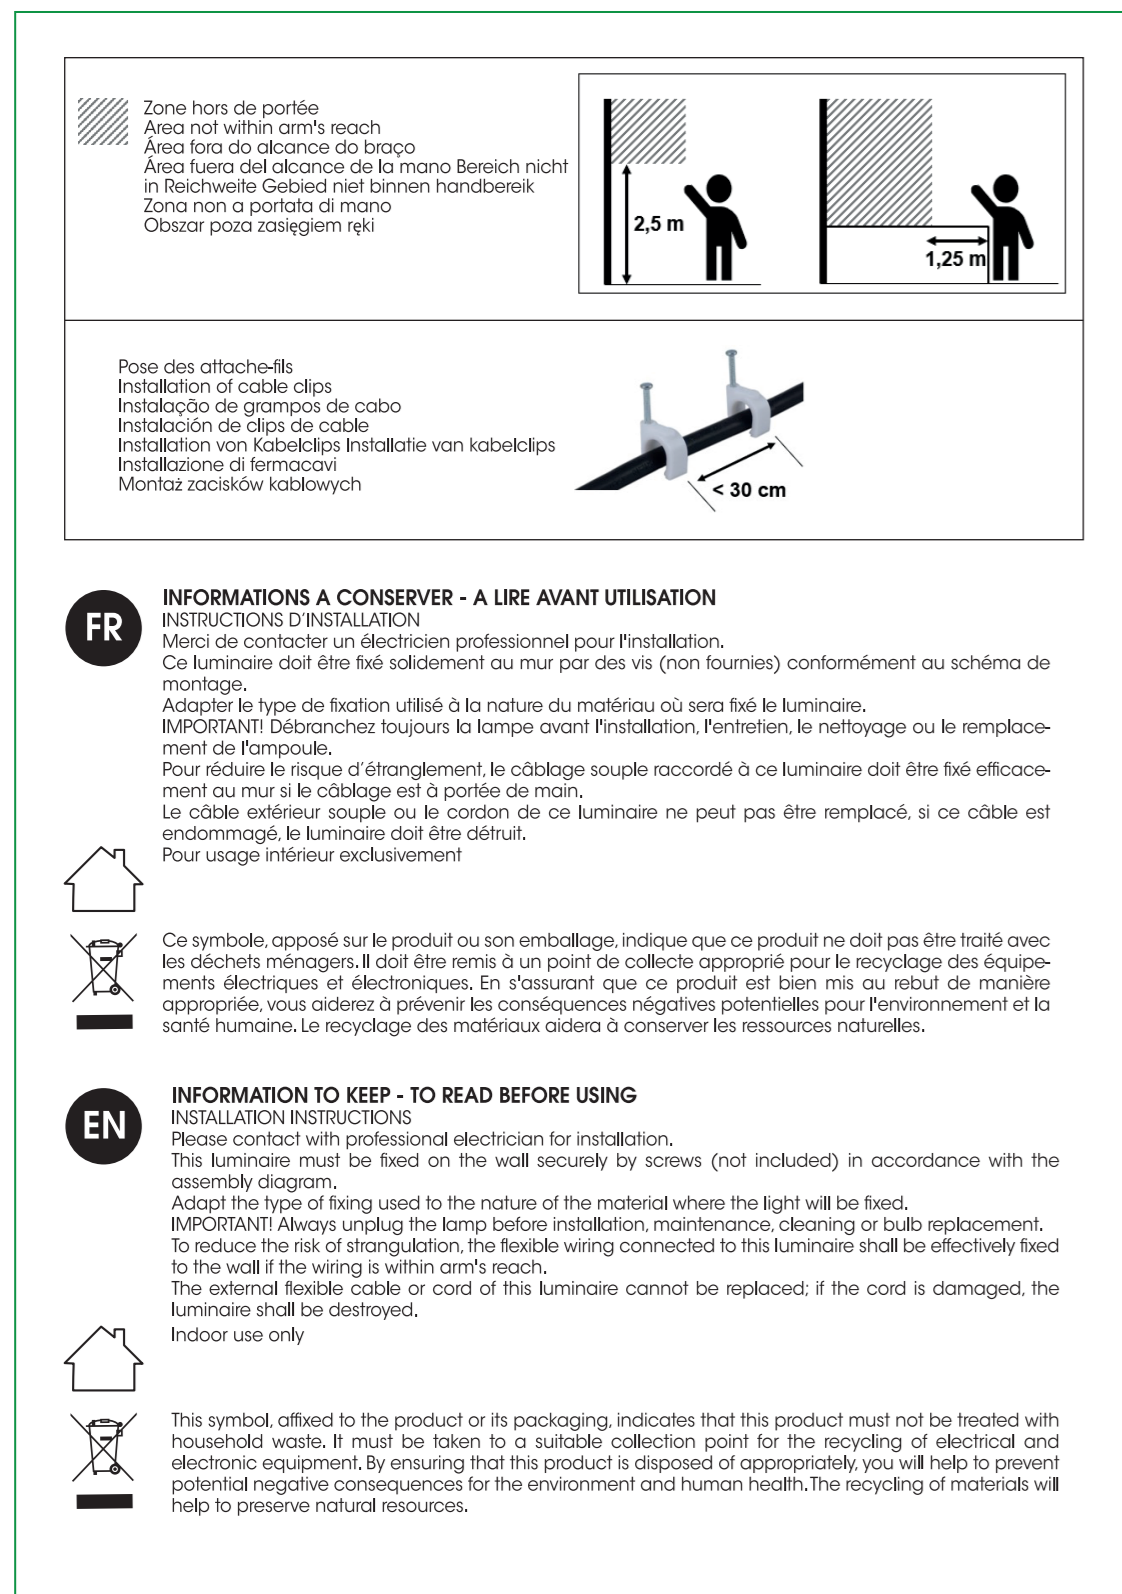 Zone hors de portée
Area not within arm's reach
Área fora do alcance do braço
Área fuera del alcance de la mano Bereich nicht
in Reichweite Gebied niet binnen handbereik
Zona non a portata di mano
Obszar poza zasięgiem ręki
2,5 m
1,25 m
Pose des attache-fils
Installation of cable clips
Instalação de grampos de cabo
Instalación de clips de cable
Installation von Kabelclips Installatie van kabelclips
Installazione di fermacavi
Montaż zacisków kablowych
< 30 cm
FR
INFORMATIONS A CONSERVER - A LIRE AVANT UTILISATION
INSTRUCTIONS D’INSTALLATION
Merci de contacter un électricien professionnel pour l'installation.
Ce luminaire doit être fixé solidement au mur par des vis (non fournies) conformément au schéma de
montage.
Adapter le type de fixation utilisé à la nature du matériau où sera fixé le luminaire.
IMPORTANT! Débranchez toujours la lampe avant l'installation, l'entretien, le nettoyage ou le remplace-
ment de l'ampoule.
Pour réduire le risque d’étranglement, le câblage souple raccordé à ce luminaire doit être fixé efficace-
ment au mur si le câblage est à portée de main.
Le câble extérieur souple ou le cordon de ce luminaire ne peut pas être remplacé, si ce câble est
endommagé, le luminaire doit être détruit.
Pour usage intérieur exclusivement
Ce symbole, apposé sur le produit ou son emballage, indique que ce produit ne doit pas être traité avec
les déchets ménagers. Il doit être remis à un point de collecte approprié pour le recyclage des équipe-
ments électriques et électroniques. En s'assurant que ce produit est bien mis au rebut de manière
appropriée, vous aiderez à prévenir les conséquences négatives potentielles pour l'environnement et la
santé humaine. Le recyclage des matériaux aidera à conserver les ressources naturelles.
EN
INFORMATION TO KEEP - TO READ BEFORE USING
INSTALLATION INSTRUCTIONS
Please contact with professional electrician for installation.
This luminaire must be fixed on the wall securely by screws (not included) in accordance with the
assembly diagram.
Adapt the type of fixing used to the nature of the material where the light will be fixed.
IMPORTANT! Always unplug the lamp before installation, maintenance, cleaning or bulb replacement.
To reduce the risk of strangulation, the flexible wiring connected to this luminaire shall be effectively fixed
to the wall if the wiring is within arm's reach.
The external flexible cable or cord of this luminaire cannot be replaced; if the cord is damaged, the
luminaire shall be destroyed.
Indoor use only
This symbol, affixed to the product or its packaging, indicates that this product must not be treated with
household waste. It must be taken to a suitable collection point for the recycling of electrical and
electronic equipment. By ensuring that this product is disposed of appropriately, you will help to prevent
potential negative consequences for the environment and human health. The recycling of materials will
help to preserve natural resources.